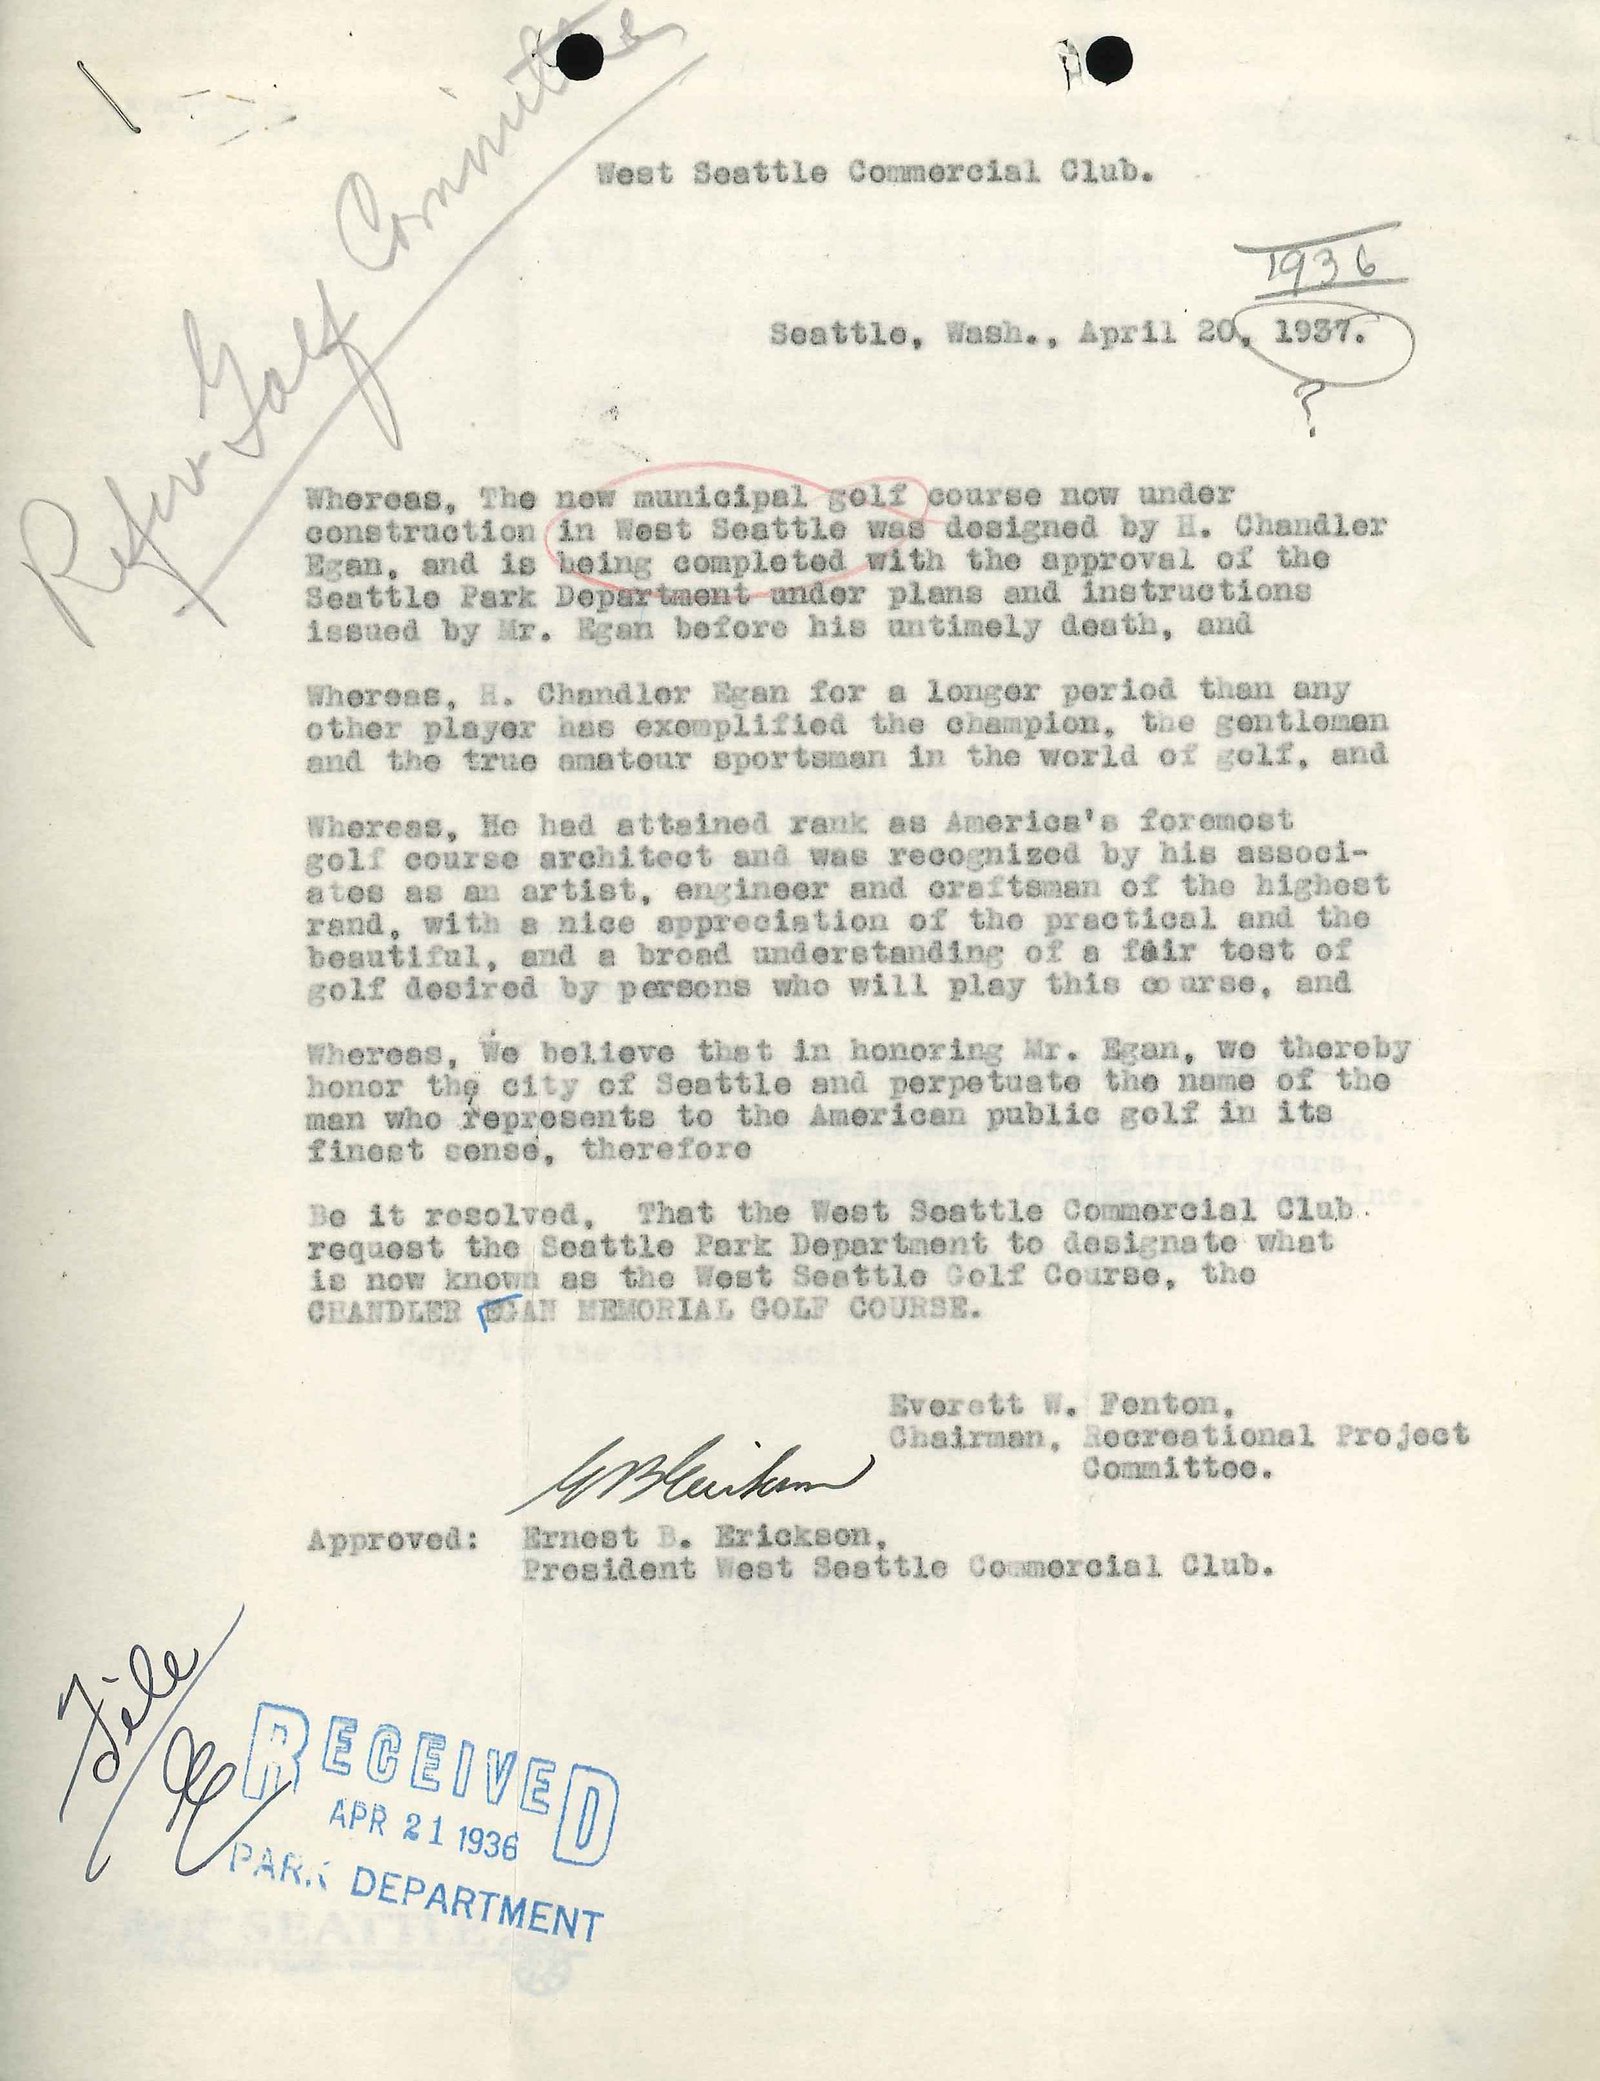 Refer Golf Committee
West Seattle Commercial Club.
1936
Seattle, Wash., April 20, 1937.
?
Whereas, The new municipal golf course now under
construction in West Seattle was designed by H. Chandler
Egan, and is being completed with the approval of the
Seattle Park Department under plans and instructions
issued by Mr. Egan before his untimely death, and
Whereas, H. Chandler Egan for a longer period than any
other player has exemplified the champion, the gentleman
and the true amateur sportsman in the world of golf, and
Whereas, He had attained rank as America's foremost
golf course architect and was recognized by his associ-
ates as an artist, engineer and craftsman of the highest
rand, with a nice appreciation of the practical and the
beautiful, and a broad understanding of a fair test of
golf desired by persons who will play this course, and
Whereas, We believe that in honoring Mr. Egan, we thereby
honor the city of Seattle and perpetuate the name of the
man who represents to the American public golf in its
finest sense, therefore
Be it resolved, That the West Seattle Commercial Club
request the Seattle Park Department to designate what
is now known as the West Seattle Golf Course, the
CHANDLER EGAN MEMORIAL GOLF COURSE.
Everett W. Fenton,
Chairman, Recreational Project
Committee.
E B Erickson
Approved: Ernest B. Erickson,
President West Seattle Commercial Club.
File
RECEIVED
APR 21 1936
PARK DEPARTMENT